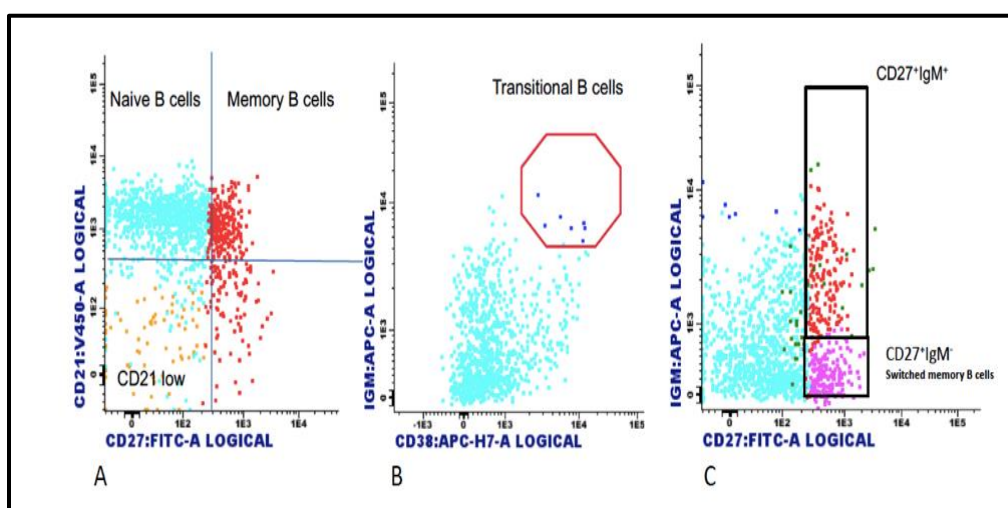 Naive B cells
Memory B cells
CD21 low
1E5
1E4
1E3
1E2
0
0
1E2
1E3
1E4
CD21:V450-A LOGICAL
CD27:FITC-A LOGICAL
A
Transitional B cells
1E5
1E4
1E3
-1E3
0
1E3
1E4
1E5
IGM:APC-A LOGICAL
CD38:APC-H7-A LOGICAL
B
CD27+IgM+
CD27+IgM-
Switched memory B cells
1E5
1E4
1E3
0
1E2
1E3
1E4
1E5
IGM:APC-A LOGICAL
CD27:FITC-A LOGICAL
C